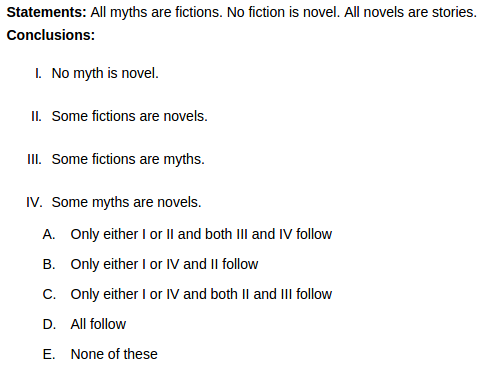 Statements: All myths are fictions. No fiction is novel. All novels are stories.
Conclusions:
I. No myth is novel.
II. Some fictions are novels.
III. Some fictions are myths.
IV. Some myths are novels.
A. Only either I or II and both III and IV follow
B. Only either I or IV and II follow
C. Only either I or IV and both II and III follow
D. All follow
E. None of these